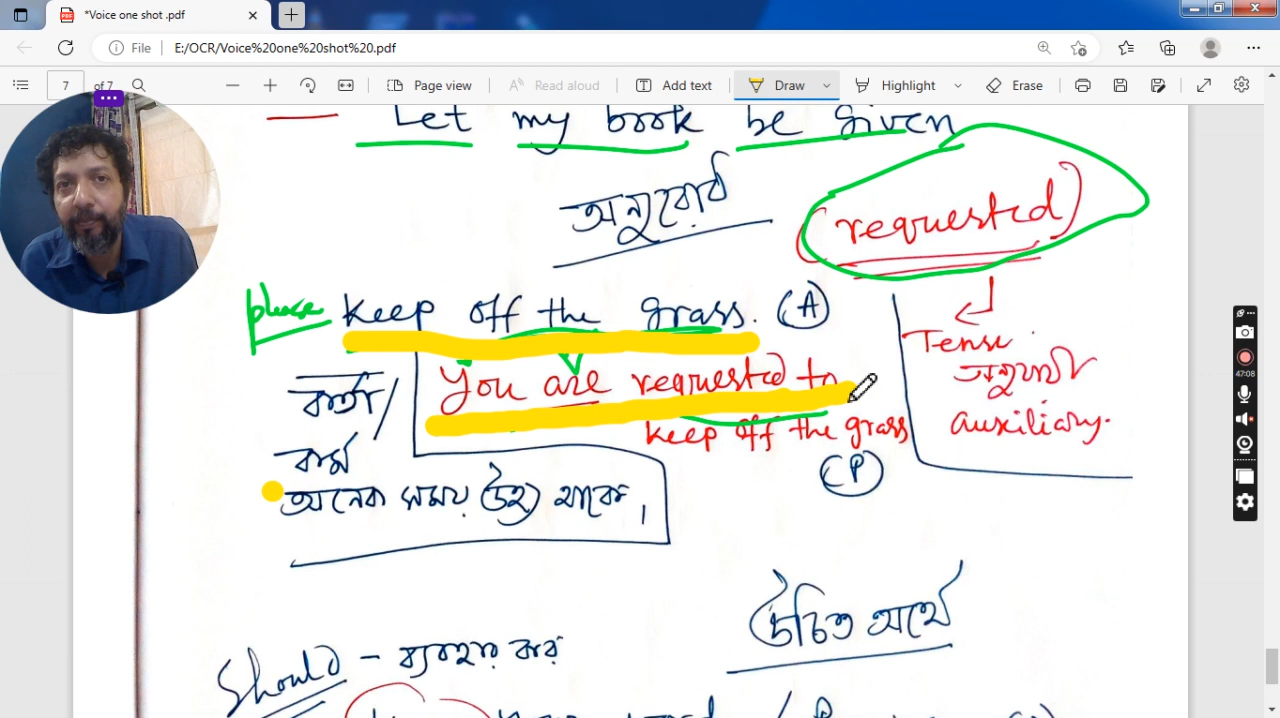 *Voice one shot .pdf
File E:/OCR/Voice%20one%20shot%20.pdf
7 of 7 Page view Read aloud Add text Draw Highlight Erase
Let my book be given
অনুরোধ
(requested)
please keep off the grass. (A)
Tense
অনুযায়ী
auxiliary.
You are requested to
keep off the grass
(P)
কর্তা/
কর্ম
অনেক সময় উহ্য থাকে।
47:08
উচিত অর্থে
Should – ব্যবহার কর